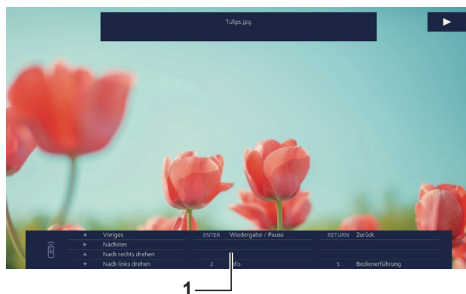 Tulips.jpg
Voriges ENTER Wiedergabe / Pause RETURN Zurück
Nächstes
Nach rechts drehen
Nach links drehen 2 Info 5 Bedienerführung
1